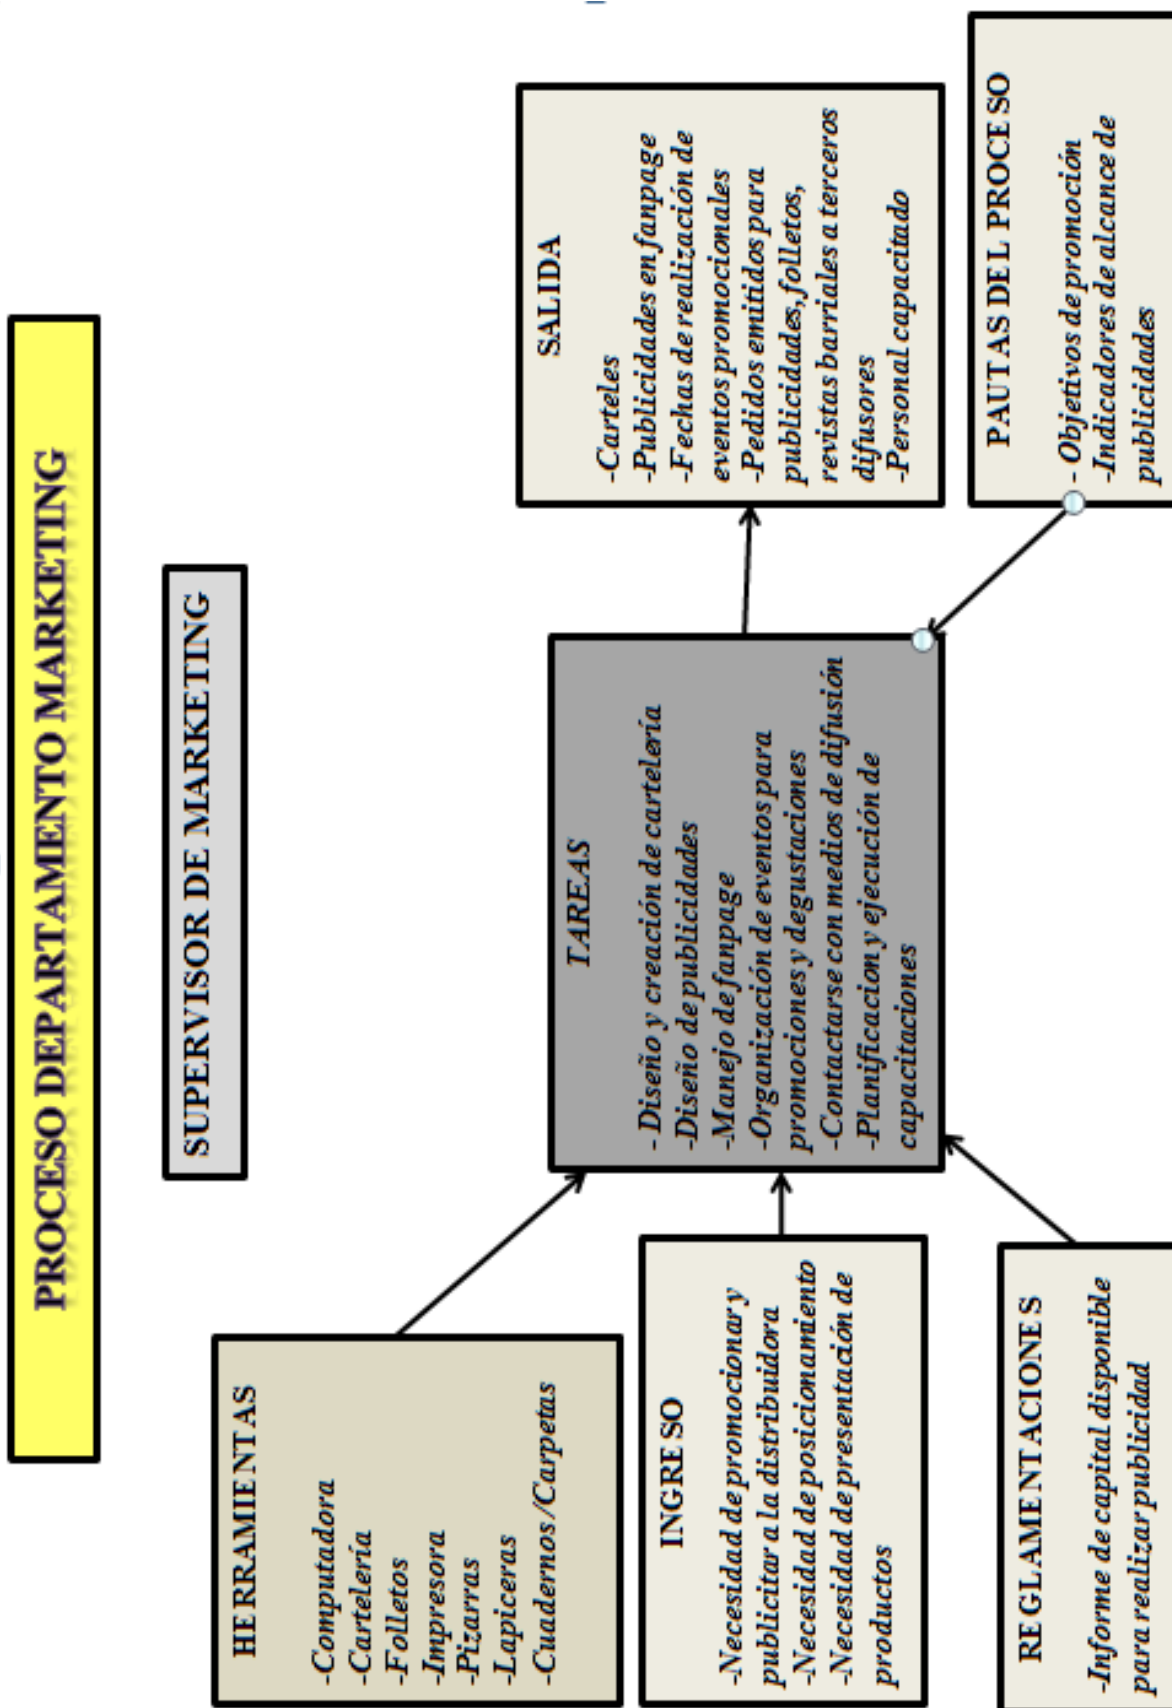 PROCESO DEPARTAMENTO MARKETING
SUPERVISOR DE MARKETING
HERRAMIENTAS
-Computadora
-Cartelería
-Folletos
-Impresora
-Pizarras
-Lapiceras
-Cuadernos/Carpetas
INGRESO
-Necesidad de promocionar y
publicitar a la distribuidora
-Necesidad de posicionamiento
-Necesidad de presentación de
productos
REGLAMENTACIONES
-Informe de capital disponible
para realizar publicidad
TAREAS
-Diseño y creación de cartelería
-Diseño de publicidades
-Manejo de fanpage
-Organización de eventos para
promociones y degustaciones
-Contactarse con medios de difusión
-Planificacion y ejecución de
capacitaciones
SALIDA
-Carteles
-Publicidades en fanpage
-Fechas de realización de
eventos promocionales
-Pedidos emitidos para
publicidades, folletos,
revistas barriales a terceros
difusores
-Personal capacitado
PAUTAS DEL PROCESO
- Objetivos de promoción
-Indicadores de alcance de
publicidades